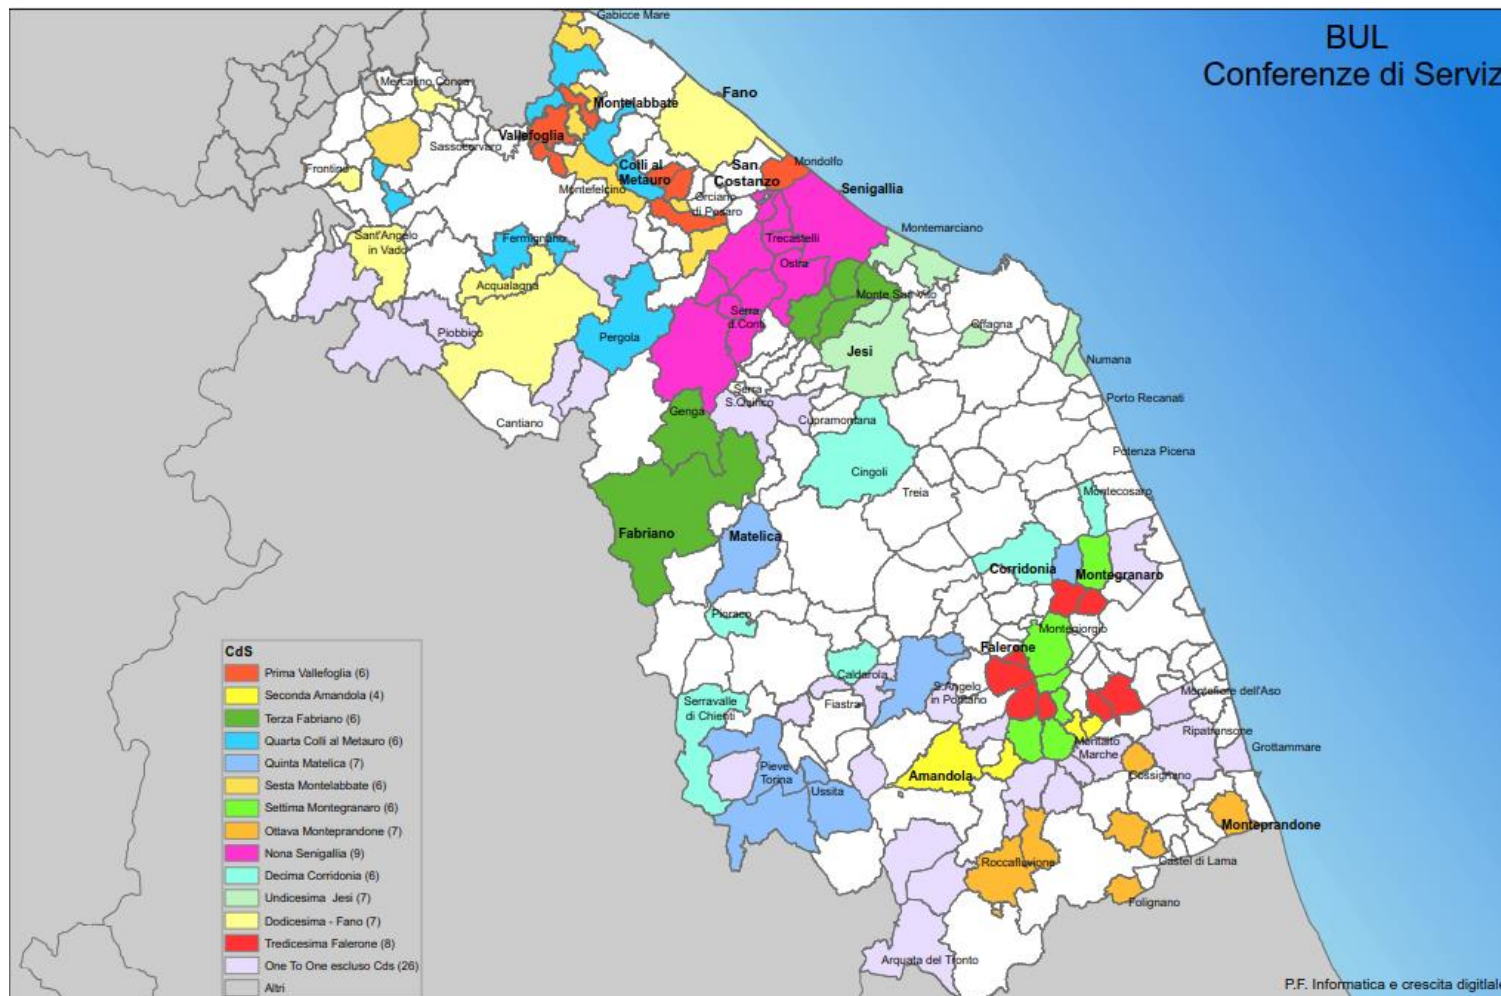 BUL
Conferenze di Serviz
Gabicce Mare
Mercatino Conca
Montelabbate
Fano
Vallefoglia
Sassocorvaro
Frontino
Colli al
Metauro
San
Costanzo
Mondolfo
Montefelcino
Orciano
di Pesaro
Senigallia
Montemarciano
Sant'Angelo
in Vado
Fermignano
Trecastelli
Ostra
Acqualagna
Monte San Vito
Piobbico
Pergola
Serra
d.Conti
Offagna
Jesi
Numana
Serra
S.Quirico
Porto Recanati
Genga
Cupramontana
Cantiano
Potenza Picena
Cingoli
Treia
Montecosaro
Fabriano
Matelica
Corridonia
Montegranaro
Pioraco
Montegiorgio
Falerone
Caldarola
S.Angelo
in Pontano
Montefiore dell'Aso
Serravalle
di Chienti
Fiastra
Ripatransone
Montalto
Marche
Grottammare
Pieve
Torina
Amandola
Cossignano
Ussita
Monteprandone
Roccafluvione
Castel di Lama
Folignano
Arquata del Tronto
CdS
Prima Vallefoglia (6)
Seconda Amandola (4)
Terza Fabriano (6)
Quarta Colli al Metauro (6)
Quinta Matelica (7)
Sesta Montelabbate (6)
Settima Montegranaro (6)
Ottava Monteprandone (7)
Nona Senigallia (9)
Decima Corridonia (6)
Undicesima Jesi (7)
Dodicesima - Fano (7)
Tredicesima Falerone (8)
One To One escluso Cds (26)
Altri
P.F. Informatica e crescita digitlale